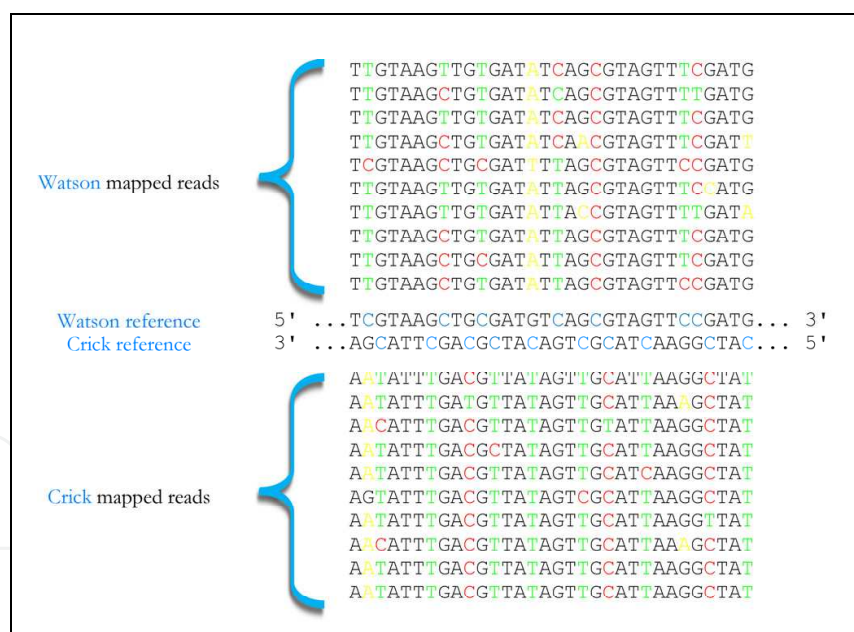 TTGTAAGTTGTGATATCAGCGTAGTTTCGATG
TTGTAAGCTGTGATATCAGCGTAGTTTTGATG
TTGTAAGTTGTGATATCAGCGTAGTTTCGATG
TTGTAAGCTGTGATATCAACGTAGTTTCGATT
TCGTAAGCTGCGATTTTAGCGTAGTTCCGATG
Watson mapped reads
TTGTAAGTTGTGATATTAGCGTAGTTTCCATG
TTGTAAGTTGTGATATTACCGTAGTTTTGATA
TTGTAAGCTGTGATATTAGCGTAGTTTCGATG
TTGTAAGCTGCGATATTAGCGTAGTTTCGATG
TTGTAAGCTGTGATATTAGCGTAGTTCCGATG
Watson reference 5' ...TCGTAAGCTGCGATGTCAGCGTAGTTCCGATG... 3'
Crick reference 3' ...AGCATTCGACGCTACAGTCGCATCAAGGCTAC... 5'
AATATTTGACGTTATAGTTGCATTAAGGCTAT
AATATTTGATGTTATAGTTGCATTAAAGCTAT
AACATTTGACGTTATAGTTGTATTAAGGCTAT
AATATTTGACGCTATAGTTGCATTAAGGCTAT
AATATTTGACGTTATAGTTGCATCAAGGCTAT
Crick mapped reads
AGTATTTGACGTTATAGTCGCATTAAGGCTAT
AATATTTGACGTTATAGTTGCATTAAGGTTAT
AACATTTGACGTTATAGTTGCATTAAAGCTAT
AATATTTGACGTTATAGTTGCATTAAGGCTAT
AATATTTGACGTTATAGTTGCATTAAGGCTAT